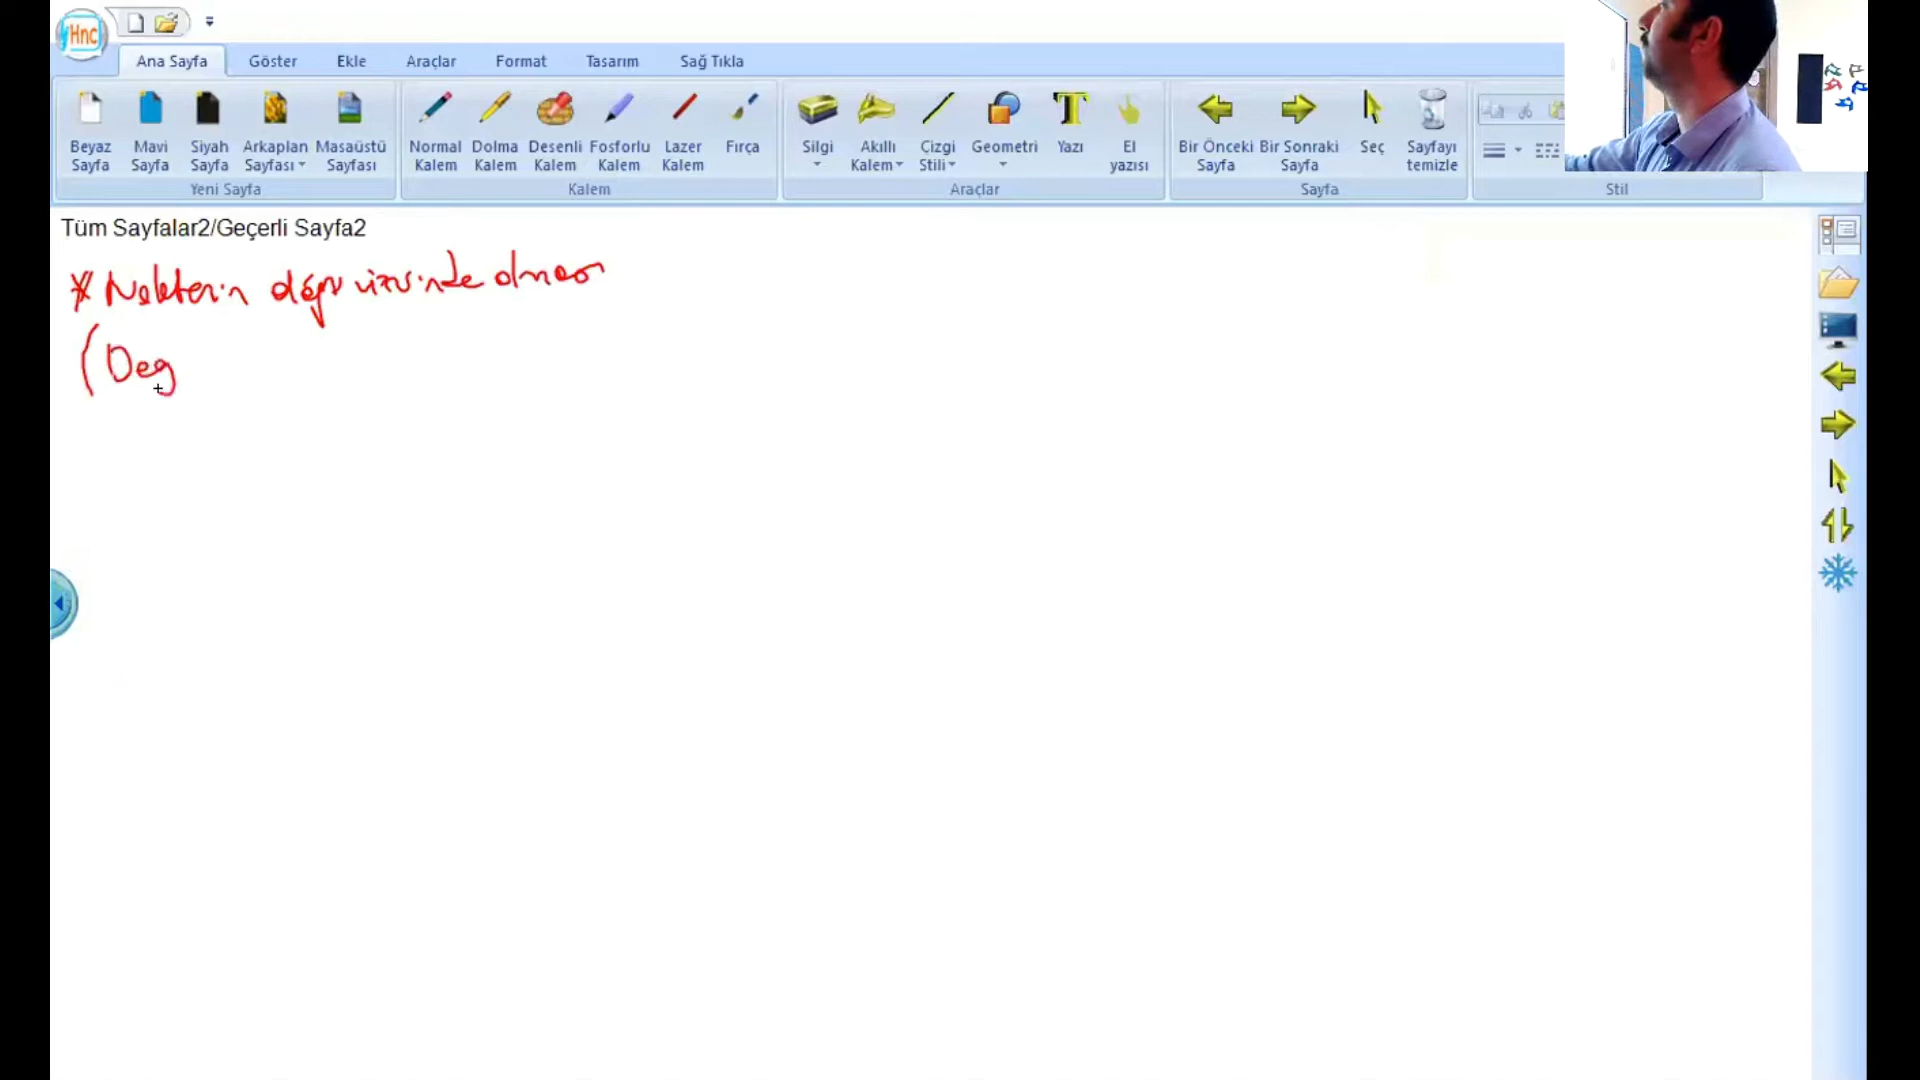 Hnc
Ana Sayfa Göster Ekle Araçlar Format Tasarım Sağ Tıkla
Beyaz Sayfa Mavi Sayfa Siyah Sayfa Arkaplan Sayfası Masaüstü Sayfası
Yeni Sayfa
Normal Kalem Dolma Kalem Desenli Kalem Fosforlu Kalem Lazer Kalem Fırça
Kalem
Silgi Akıllı Kalem Çizgi Stili Geometri Yazı El yazısı
Araçlar
Bir Önceki Sayfa Bir Sonraki Sayfa Seç Sayfayı temizle
Sayfa
Stil
Tüm Sayfalar2/Geçerli Sayfa2
* Noktanın doğru üzerinde olması
(Deg